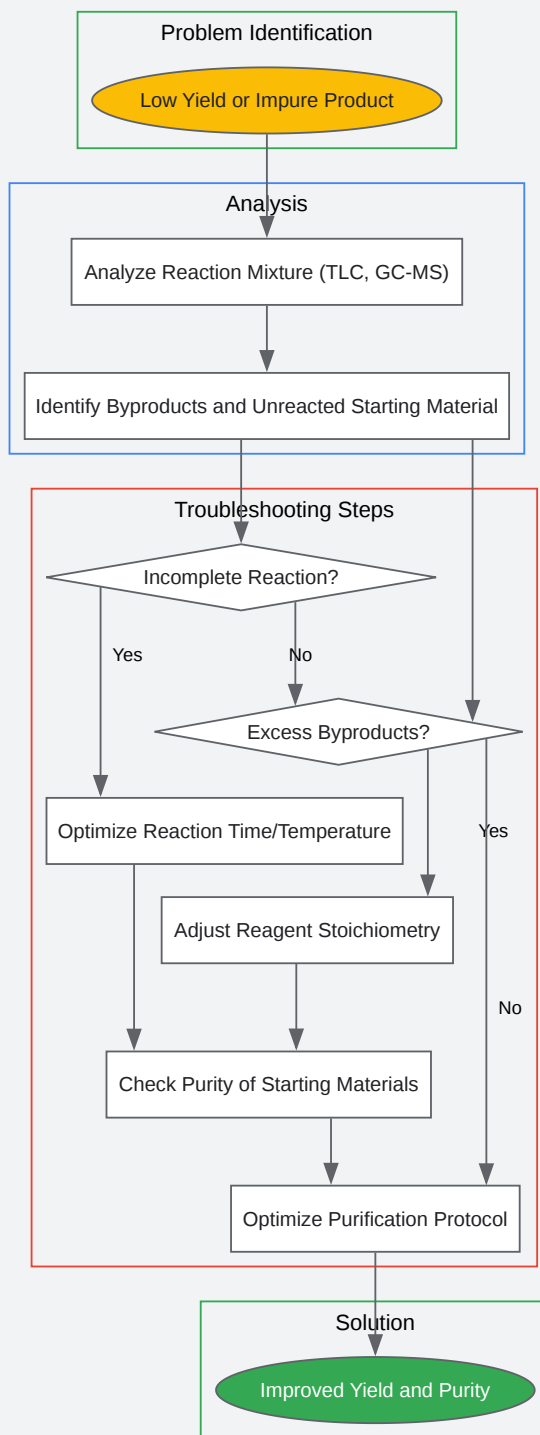 Problem Identification
Low Yield or Impure Product
Analysis
Analyze Reaction Mixture (TLC, GC-MS)
Identify Byproducts and Unreacted Starting Material
Troubleshooting Steps
Incomplete Reaction?
Yes
No
Excess Byproducts?
Optimize Reaction Time/Temperature
Yes
Adjust Reagent Stoichiometry
No
Check Purity of Starting Materials
Optimize Purification Protocol
Solution
Improved Yield and Purity